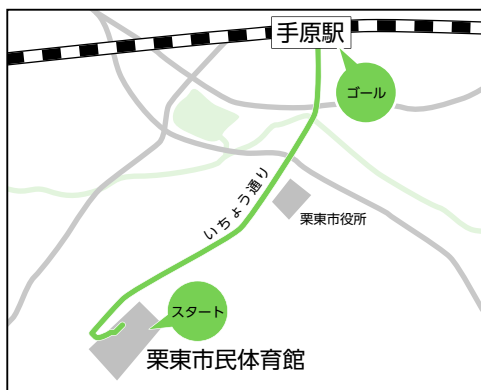 手原駅
ゴール
いちょう通り
栗東市役所
スタート
栗東市民体育館